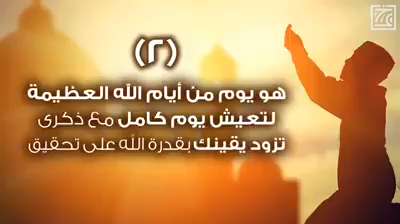 (٢)
هو يوم من أيام الله العظيمة
لتعيش يوم كامل مع ذكرى
تزود يقينك بقدرة الله على تحقيق